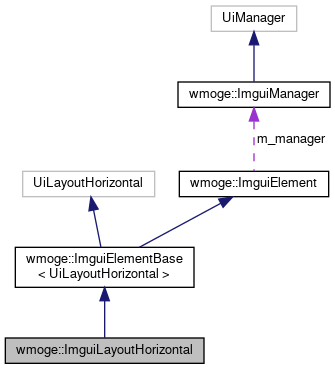 UiManager
wmoge::ImguiManager
m_manager
UiLayoutHorizontal
wmoge::ImguiElement
wmoge::ImguiElementBase
< UiLayoutHorizontal >
wmoge::ImguiLayoutHorizontal